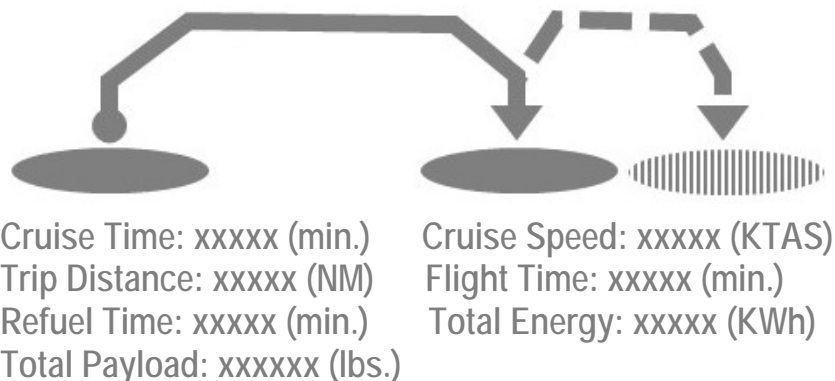 Cruise Time: xxxxx (min.) Cruise Speed: xxxxx (KTAS)
Trip Distance: xxxxx (NM) Flight Time: xxxxx (min.)
Refuel Time: xxxxx (min.) Total Energy: xxxxx (KWh)
Total Payload: xxxxxx (lbs.)